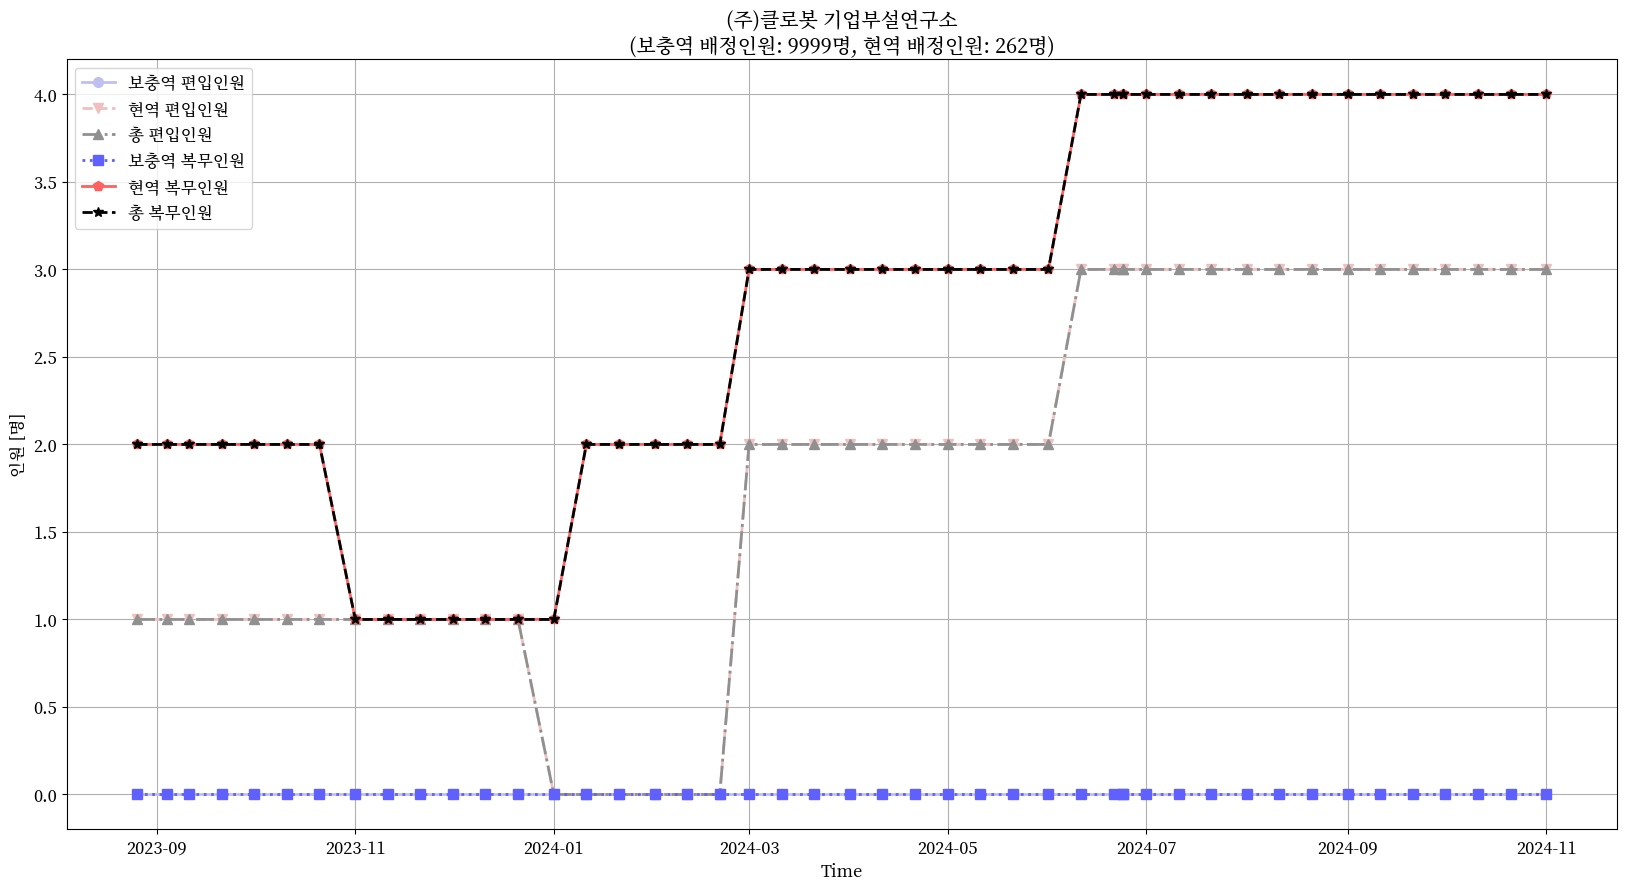 (주)클로봇 기업부설연구소
(보충역 배정인원: 9999명, 현역 배정인원: 262명)
보충역 편입인원
현역 편입인원
총 편입인원
보충역 복무인원
현역 복무인원
총 복무인원
4.0
3.5
3.0
2.5
2.0
1.5
1.0
0.5
0.0
인원 [명]
2023-09 2023-11 2024-01 2024-03 2024-05 2024-07 2024-09 2024-11
Time